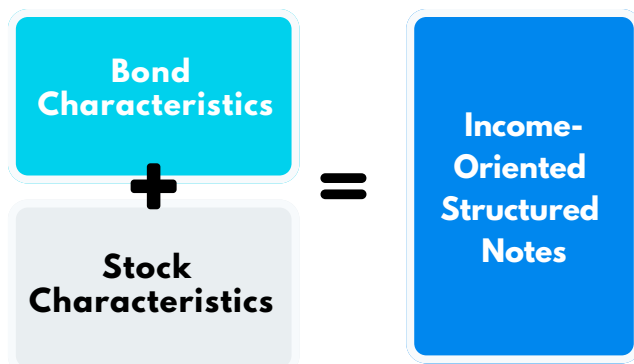 Bond
Characteristics
+
=
Stock
Characteristics
Income-
Oriented
Structured
Notes